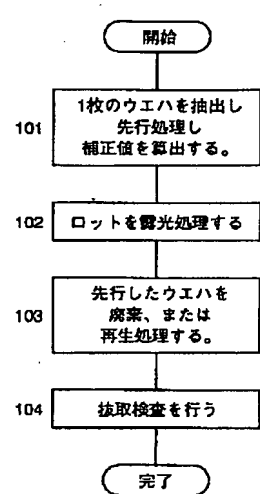 開始
101
1枚のウエハを抽出し
先行処理し
補正値を算出する。
102
ロットを露光処理する
103
先行したウエハを
廃棄、または
再生処理する。
104
抜取検査を行う
完了